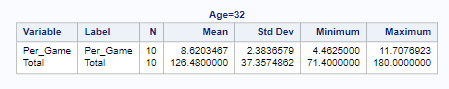 Age=32
Variable Label N Mean Std Dev Minimum Maximum
Per_Game Per_Game 10 8.6203467 2.3836579 4.4625000 11.7076923
Total Total 10 126.4800000 37.3574862 71.4000000 180.0000000